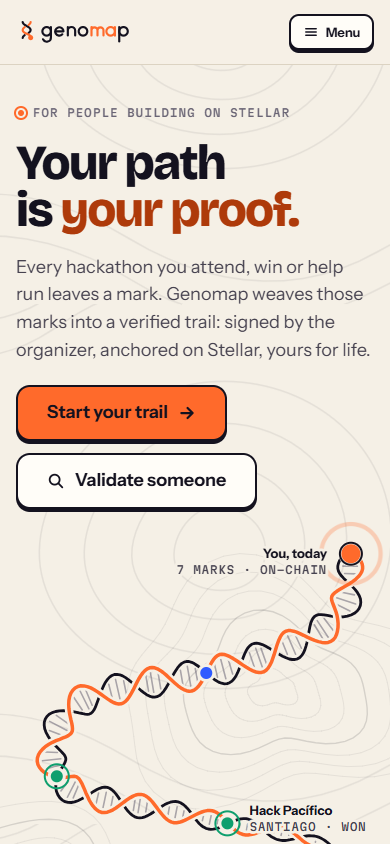 genomap
Menu
FOR PEOPLE BUILDING ON STELLAR
Your path
is your proof.
Every hackathon you attend, win or help
run leaves a mark. Genomap weaves those
marks into a verified trail: signed by the
organizer, anchored on Stellar, yours for life.
Start your trail →
Validate someone
You, today
7 MARKS · ON-CHAIN
Hack Pacífico
SANTIAGO · WON